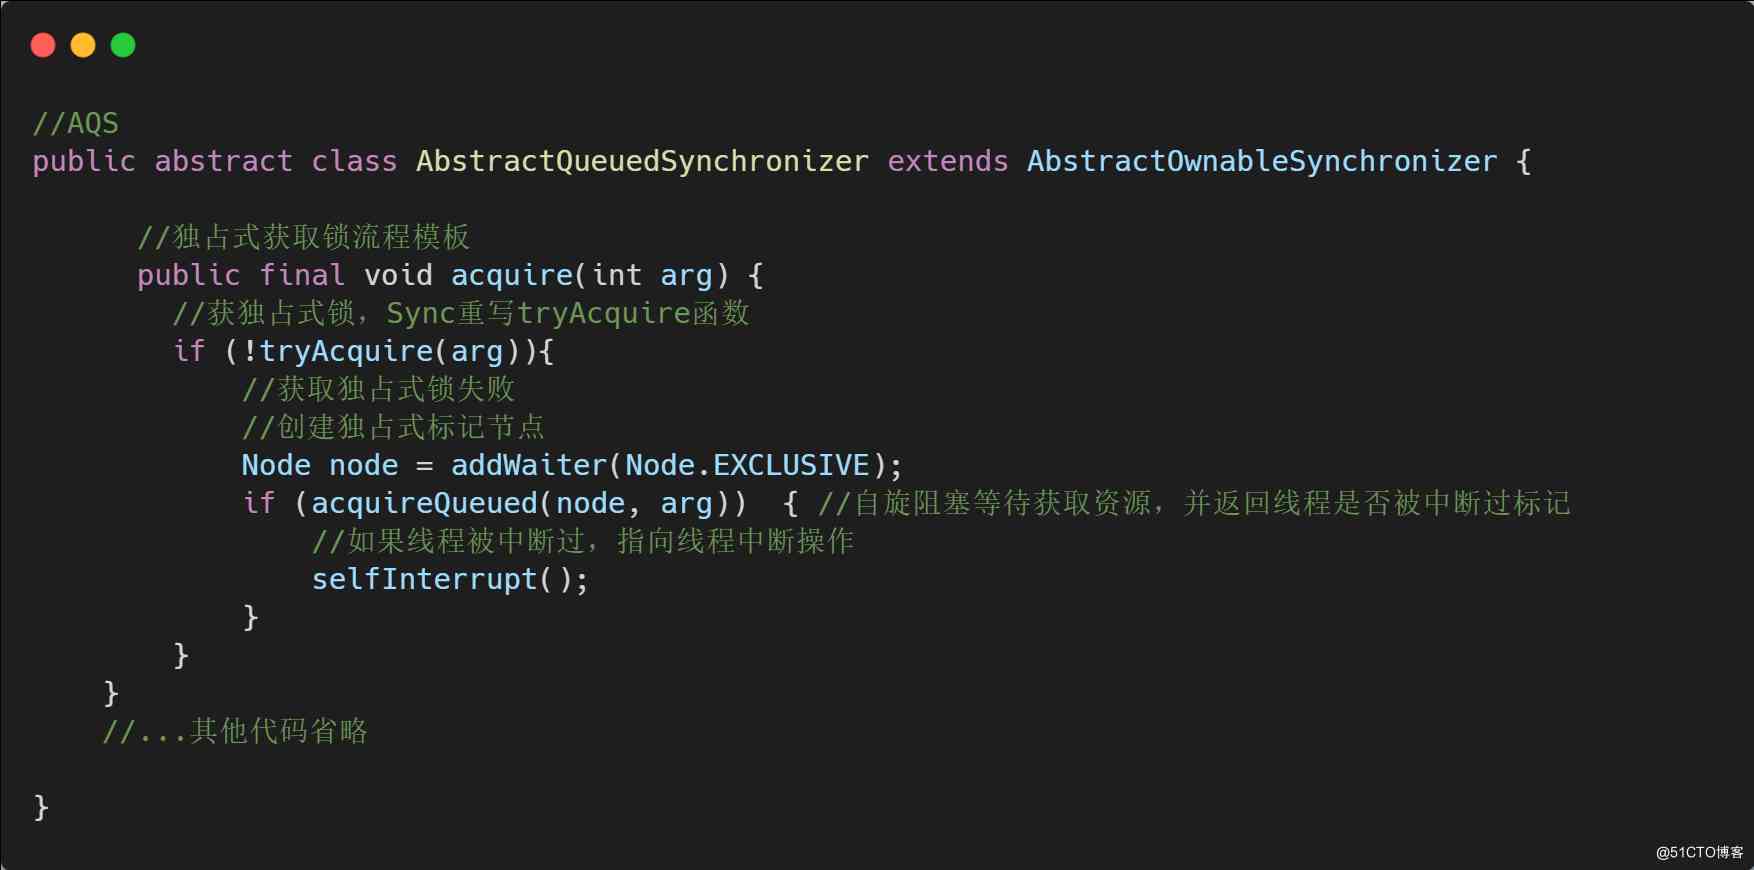 //AQS
public abstract class AbstractQueuedSynchronizer extends AbstractOwnableSynchronizer {
//独占式获取锁流程模板
public final void acquire(int arg) {
//获独占式锁，Sync重写tryAcquire函数
if (!tryAcquire(arg)){
//获取独占式锁失败
//创建独占式标记节点
Node node = addWaiter(Node.EXCLUSIVE);
if (acquireQueued(node, arg))  { //自旋阻塞等待获取资源，并返回线程是否被中断过标记
//如果线程被中断过，指向线程中断操作
selfInterrupt();
}
}
}
//...其他代码省略
}
@51CTO博客